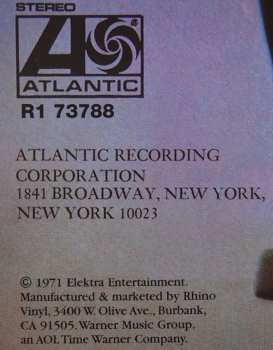 STEREO
ATLANTIC
R1 73788
ATLANTIC RECORDING
CORPORATION
1841 BROADWAY, NEW YORK,
NEW YORK 10023
© 1971 Elektra Entertainment.
Manufactured & marketed by Rhino
Vinyl, 3400 W. Olive Ave., Burbank,
CA 91505. Warner Music Group,
an AOL Time Warner Company.